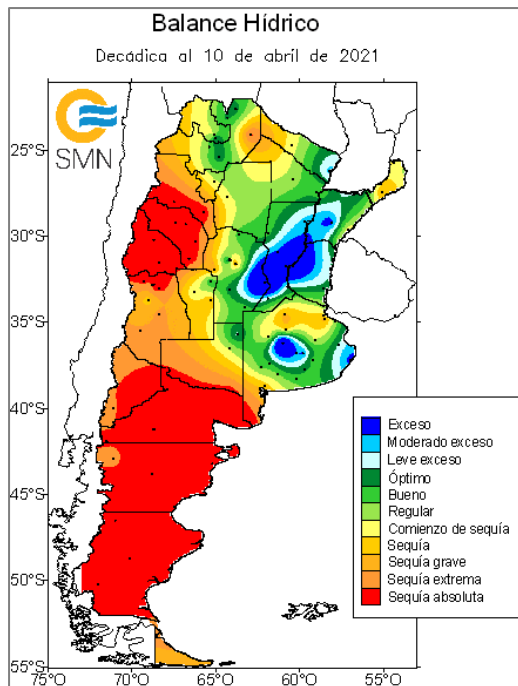 Balance Hídrico
Decádica al 10 de abril de 2021
SMN
25°S
30°S
35°S
40°S
45°S
50°S
55°S
75°O
70°O
65°O
60°O
55°O
Exceso
Moderado exceso
Leve exceso
Óptimo
Bueno
Regular
Comienzo de sequía
Sequía
Sequía grave
Sequía extrema
Sequía absoluta